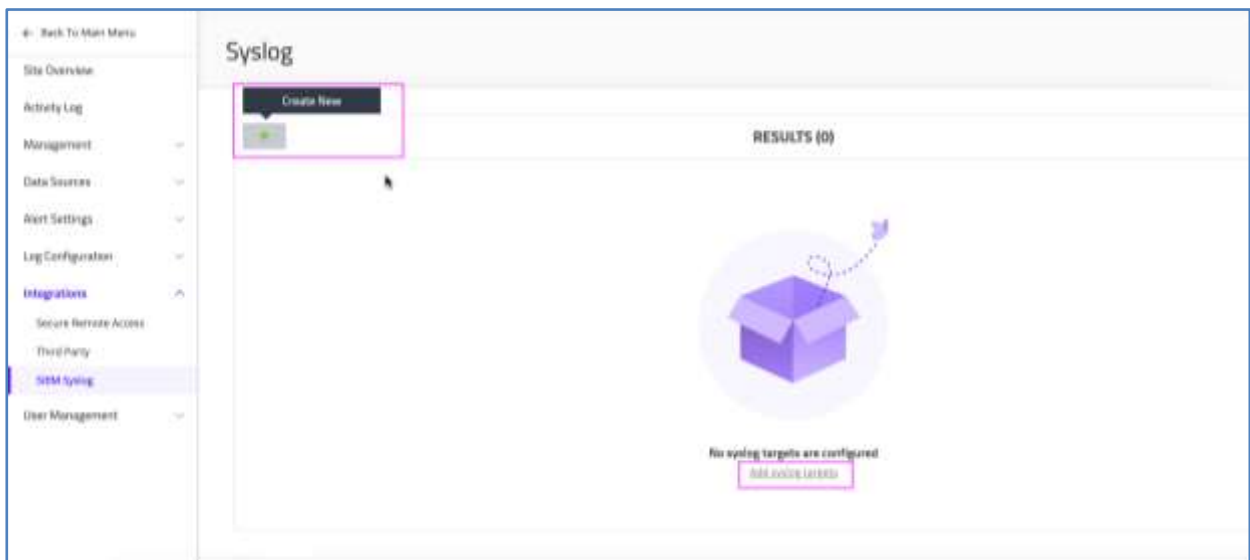 Back To Main Menu
Site Overview
Activity Log
Management
Data Sources
Alert Settings
Log Configuration
Integrations
Secure Remote Access
Third Party
SIEM Syslog
User Management
Syslog
Create New
RESULTS (0)
No syslog targets are configured
Add syslog targets